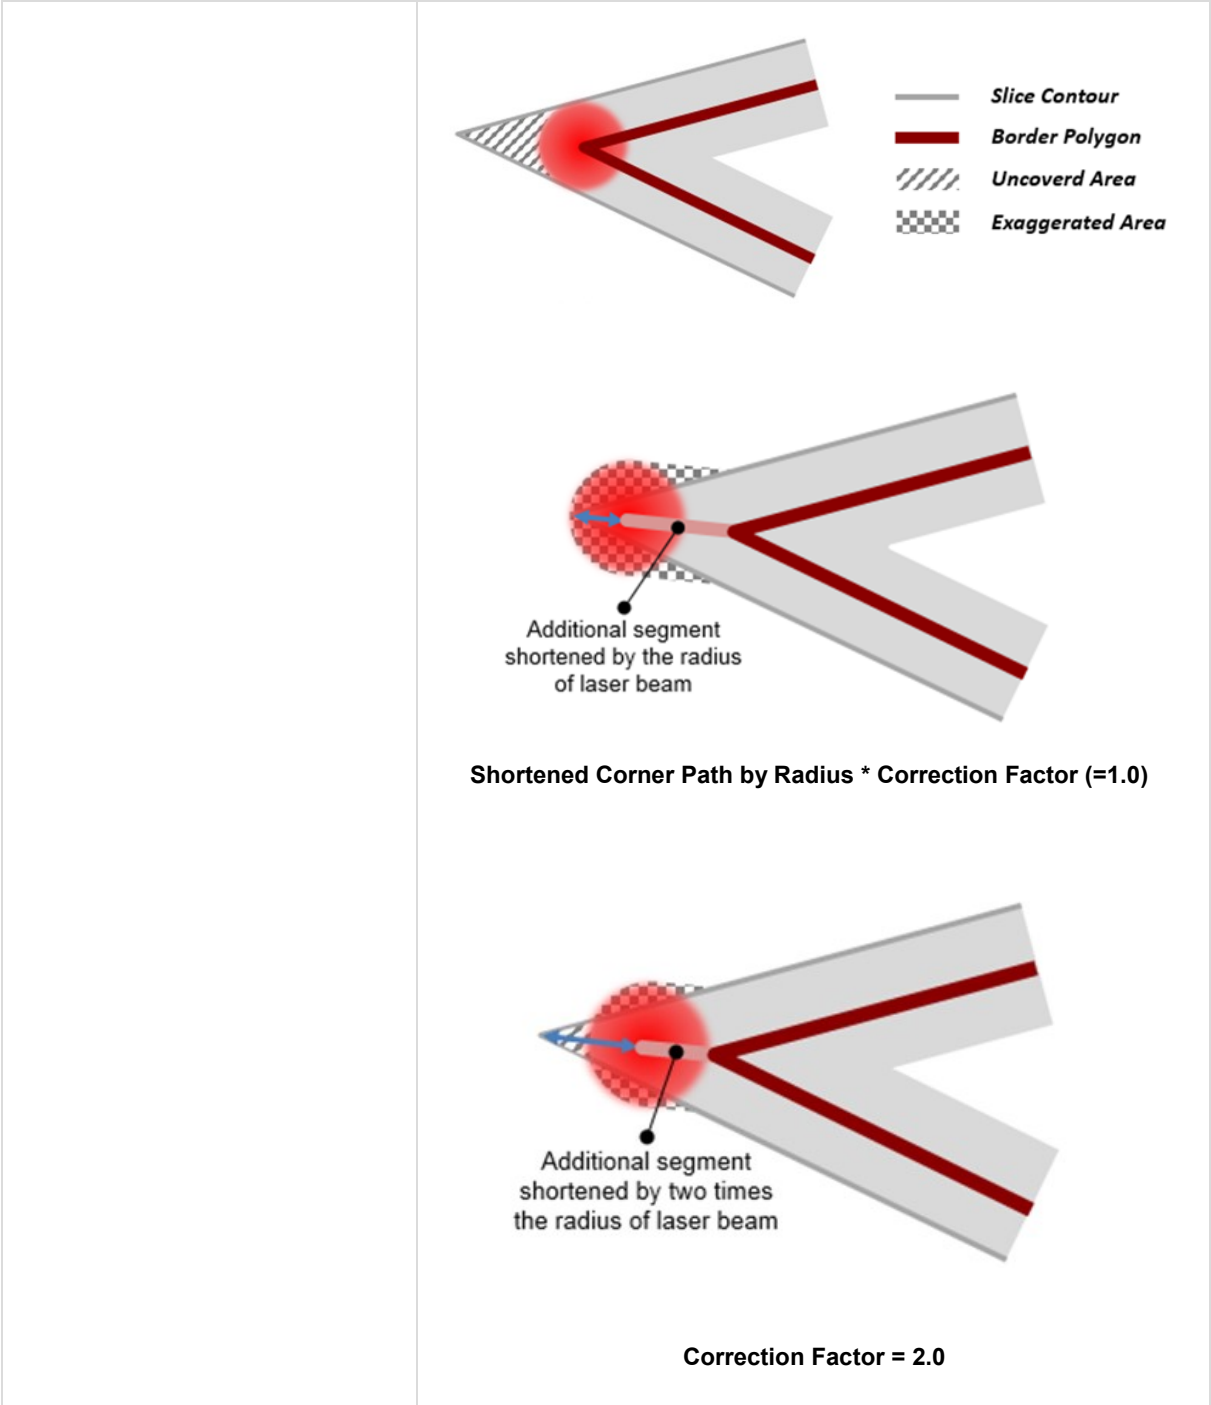 Slice Contour
Border Polygon
Uncoverd Area
Exaggerated Area
Additional segment
shortened by the radius
of laser beam
Shortened Corner Path by Radius * Correction Factor (=1.0)
Additional segment
shortened by two times
the radius of laser beam
Correction Factor = 2.0